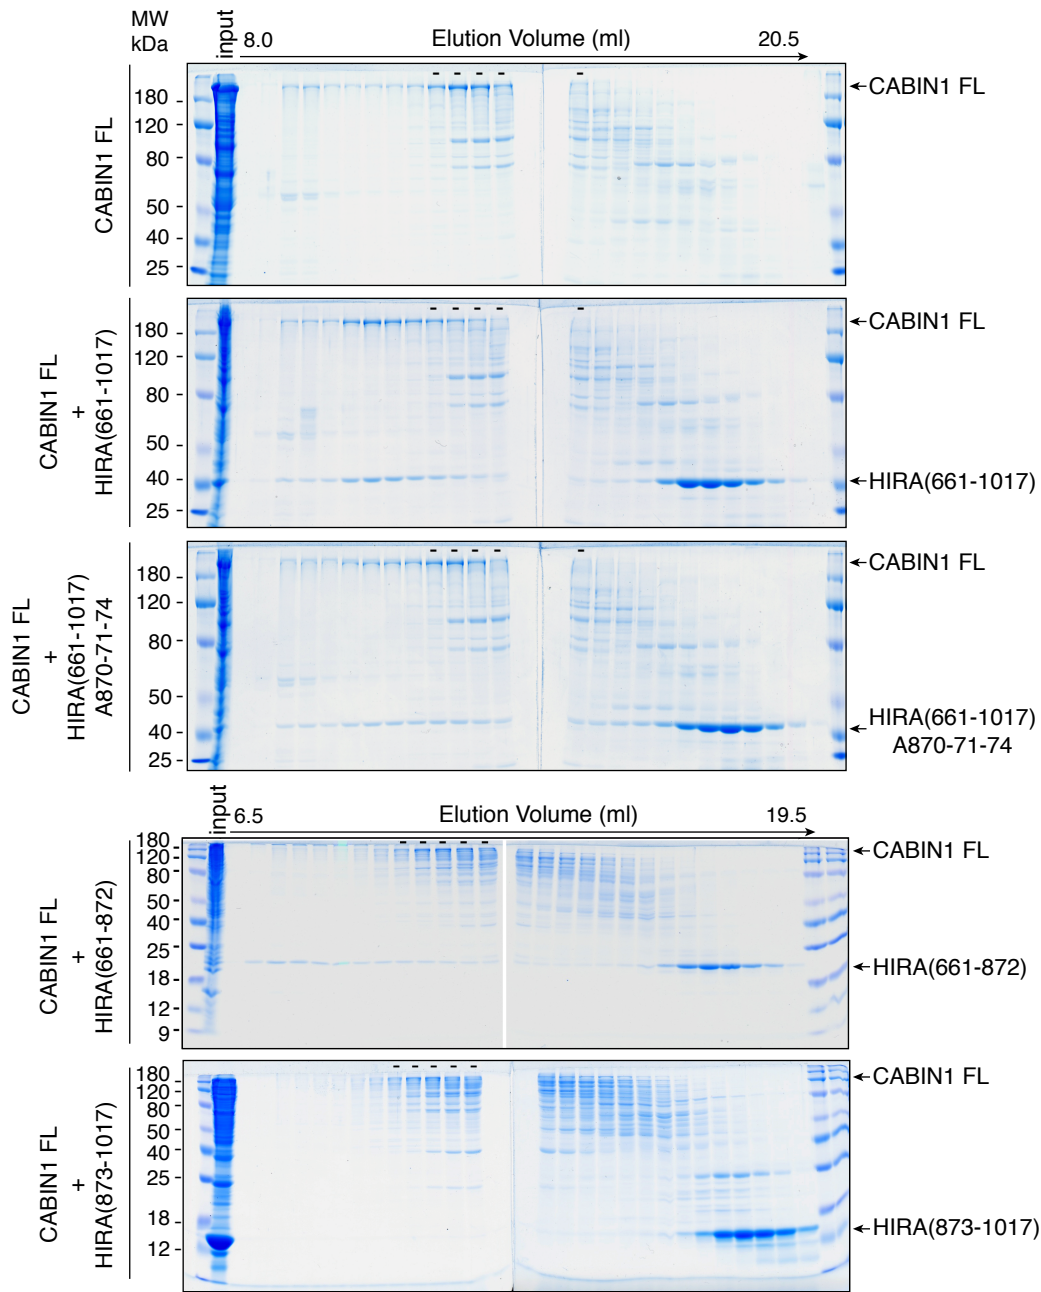 MW
kDa
input
8.0 Elution Volume (ml) 20.5
CABIN1 FL
180
120
80
50
40
25
CABIN1 FL
CABIN1 FL
+
HIRA(661-1017)
180
120
80
50
40
25
CABIN1 FL
HIRA(661-1017)
CABIN1 FL
+
HIRA(661-1017)
A870-71-74
180
120
80
50
40
25
CABIN1 FL
HIRA(661-1017)
A870-71-74
input
6.5 Elution Volume (ml) 19.5
CABIN1 FL
+
HIRA(661-872)
180
120
80
50
40
25
18
12
9
CABIN1 FL
HIRA(661-872)
CABIN1 FL
+
HIRA(873-1017)
180
120
80
50
40
25
18
12
CABIN1 FL
HIRA(873-1017)